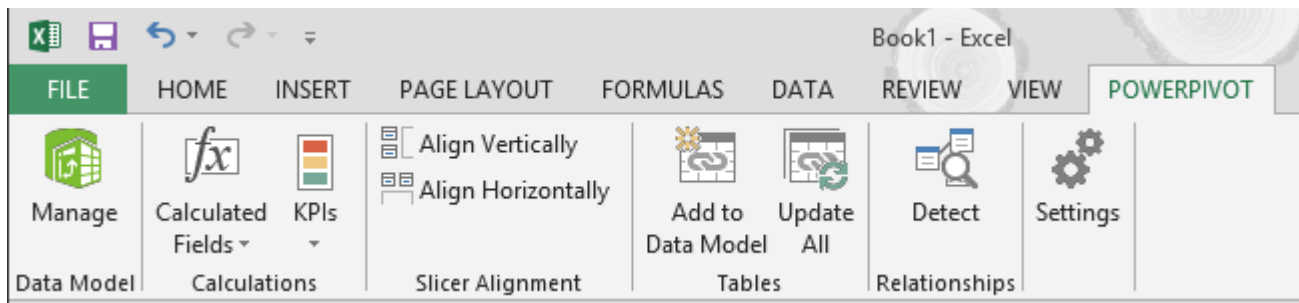 Book1 - Excel
FILE HOME INSERT PAGE LAYOUT FORMULAS DATA REVIEW VIEW POWERPIVOT
Manage
Data Model
Calculated
Fields
KPIs
Calculations
Align Vertically
Align Horizontally
Slicer Alignment
Add to
Data Model
Update
All
Tables
Detect
Relationships
Settings